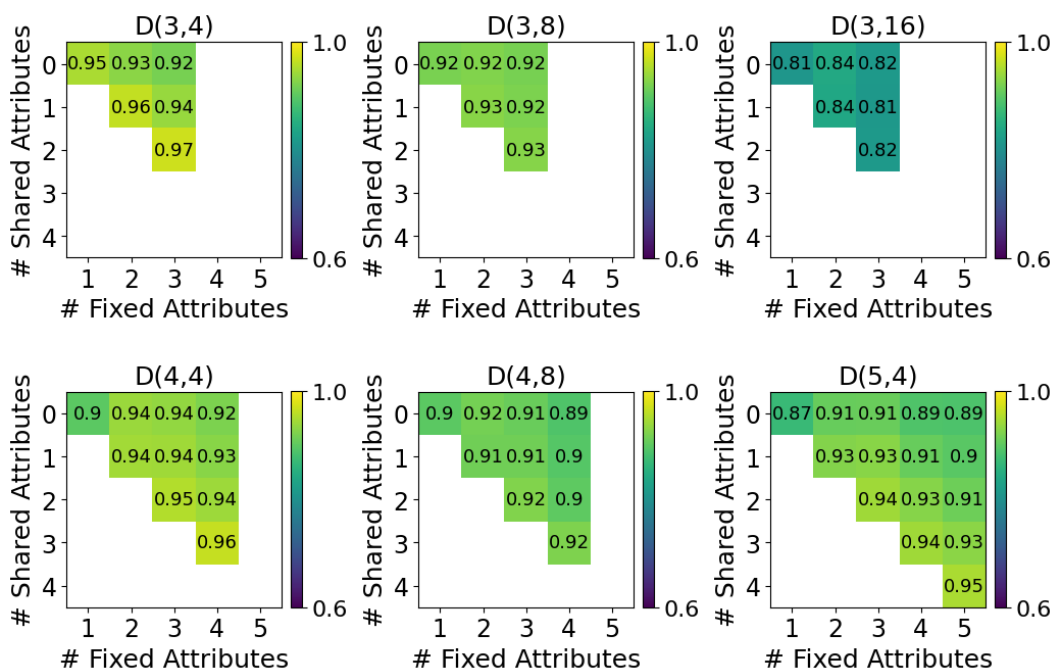 D(3,4)
# Shared Attributes
0
1
2
3
4
0.95 0.93 0.92
0.96 0.94
0.97
1 2 3 4 5
# Fixed Attributes
1.0
0.6
D(3,8)
# Shared Attributes
0
1
2
3
4
0.92 0.92 0.92
0.93 0.92
0.93
1 2 3 4 5
# Fixed Attributes
1.0
0.6
D(3,16)
# Shared Attributes
0
1
2
3
4
0.81 0.84 0.82
0.84 0.81
0.82
1 2 3 4 5
# Fixed Attributes
1.0
0.6
D(4,4)
# Shared Attributes
0
1
2
3
4
0.9 0.94 0.94 0.92
0.94 0.94 0.93
0.95 0.94
0.96
1 2 3 4 5
# Fixed Attributes
1.0
0.6
D(4,8)
# Shared Attributes
0
1
2
3
4
0.9 0.92 0.91 0.89
0.91 0.91 0.9
0.92 0.9
0.92
1 2 3 4 5
# Fixed Attributes
1.0
0.6
D(5,4)
# Shared Attributes
0
1
2
3
4
0.87 0.91 0.91 0.89 0.89
0.93 0.93 0.91 0.9
0.94 0.93 0.91
0.94 0.93
0.95
1 2 3 4 5
# Fixed Attributes
1.0
0.6